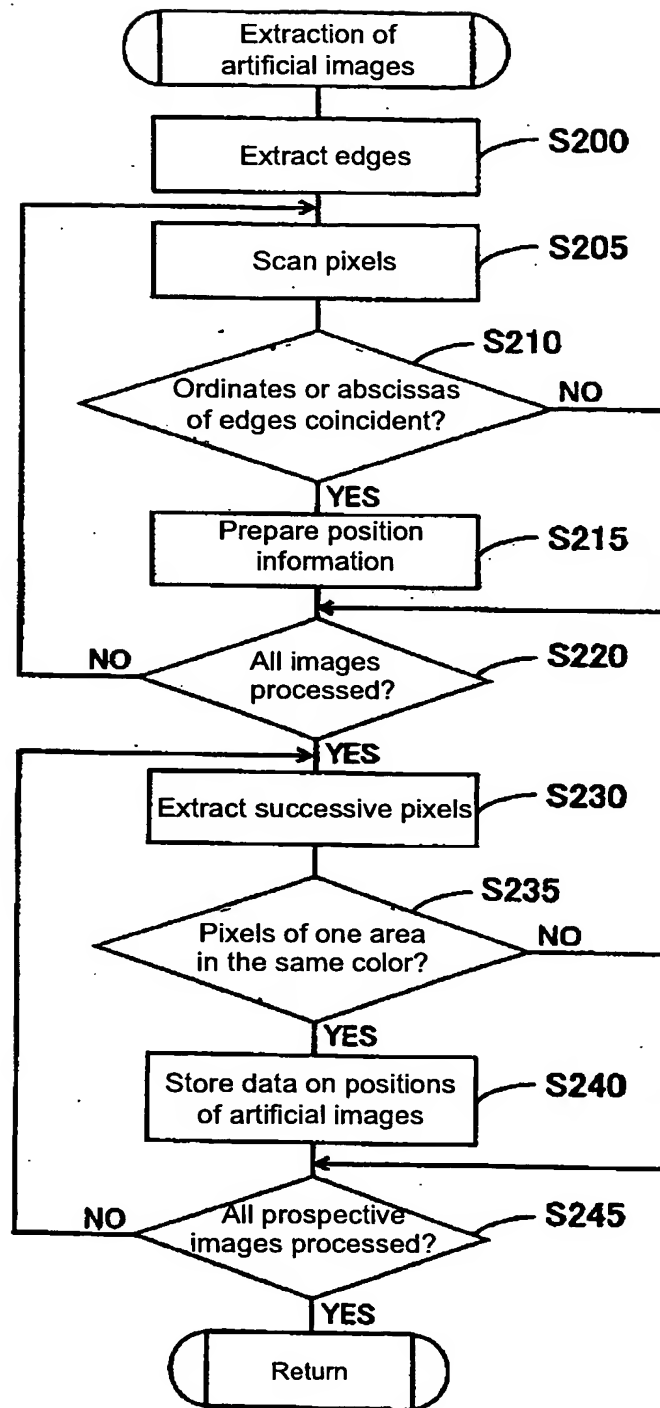 Extraction of
artificial images
Extract edges
S200
Scan pixels
S205
S210
Ordinates or abscissas
of edges coincident?
NO
YES
Prepare position
information
S215
NO
All images
processed?
S220
YES
Extract successive pixels
S230
S235
Pixels of one area
in the same color?
NO
YES
Store data on positions
of artificial images
S240
NO
All prospective
images processed?
S245
YES
Return